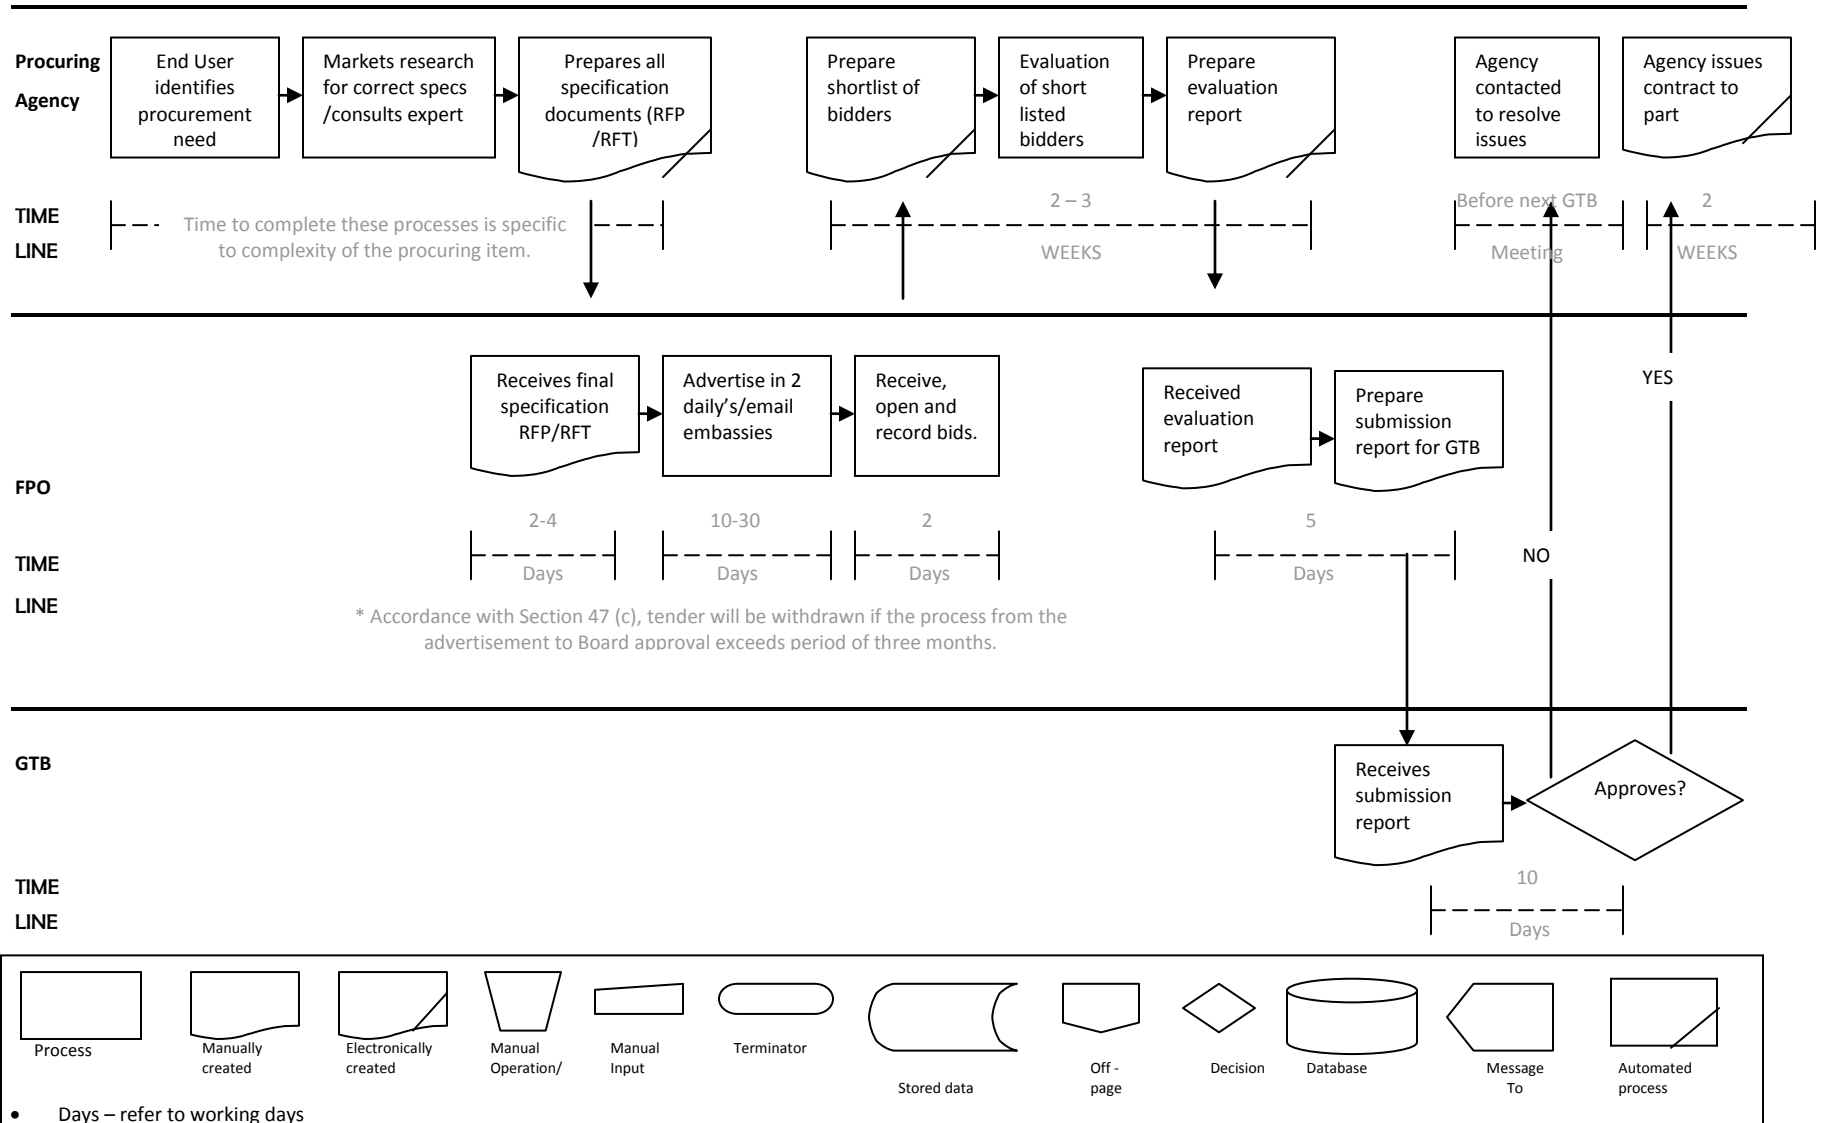 Procuring
Agency
End User
identifies
procurement
need
Markets research
for correct specs
/consults expert
Prepares all
specification
documents (RFP
/RFT)
Prepare
shortlist of
bidders
Evaluation
of short
listed
bidders
Prepare
evaluation
report
Agency
contacted
to resolve
issues
Agency issues
contract to
part
TIME
LINE
Time to complete these processes is specific
to complexity of the procuring item.
2 – 3
WEEKS
Before next GTB
Meeting
2
WEEKS
YES
NO
FPO
Receives final
specification
RFP/RFT
Advertise in 2
daily's/email
embassies
Receive,
open and
record bids.
Received
evaluation
report
Prepare
submission
report for GTB
TIME
LINE
2-4
Days
10-30
Days
2
Days
5
Days
* Accordance with Section 47 (c), tender will be withdrawn if the process from the
advertisement to Board approval exceeds period of three months.
GTB
Receives
submission
report
Approves?
TIME
LINE
10
Days
Process
Manually
created
Electronically
created
Manual
Operation/
Manual
Input
Terminator
Stored data
Off -
page
Decision
Database
Message
To
Automated
process
• Days – refer to working days